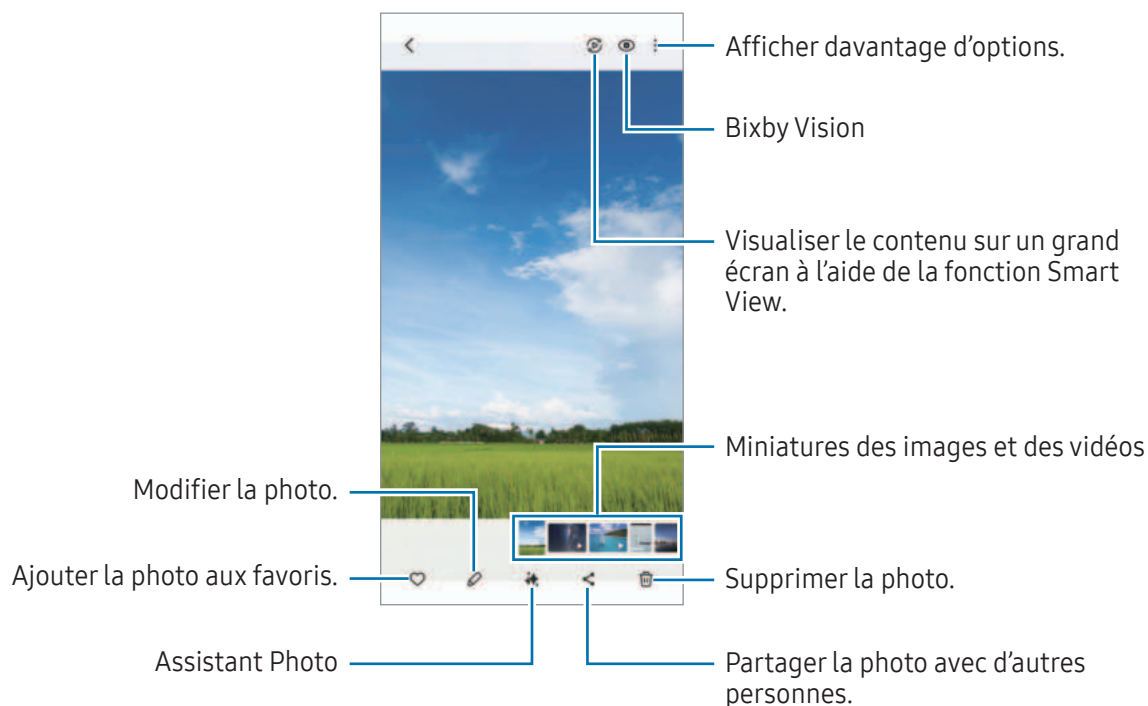 Afficher davantage d’options.
Bixby Vision
Visualiser le contenu sur un grand
écran à l’aide de la fonction Smart
View.
Miniatures des images et des vidéos
Modifier la photo.
Ajouter la photo aux favoris.
Supprimer la photo.
Assistant Photo
Partager la photo avec d’autres
personnes.